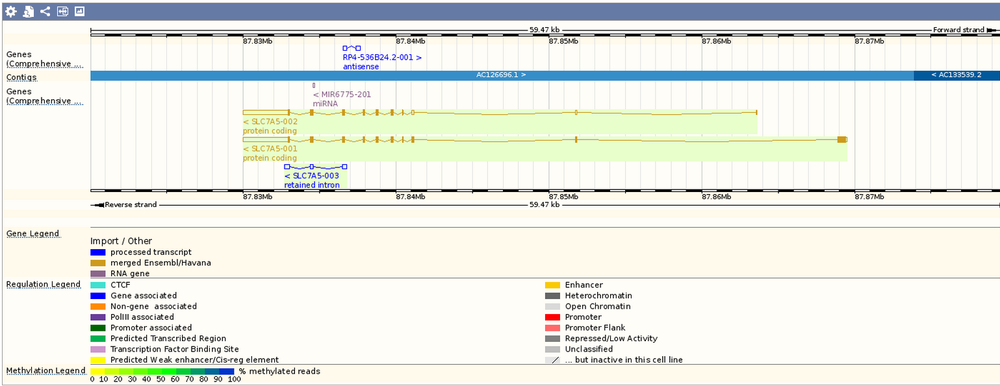 59.47 kb
Forward strand
87.83Mb 87.84Mb 87.85Mb 87.86Mb 87.87Mb
Genes
(Comprehensive ...
RP4-536B24.2-001 >
antisense
Contigs
AC126696.1 >
< AC133539.2
Genes
(Comprehensive ...
< MIR6775-201
miRNA
< SLC7A5-002
protein coding
< SLC7A5-001
protein coding
< SLC7A5-003
retained intron
87.83Mb 87.84Mb 87.85Mb 87.86Mb 87.87Mb
Reverse strand
59.47 kb
Gene Legend
Import / Other
processed transcript
merged Ensembl/Havana
RNA gene
Regulation Legend
CTCF
Gene associated
Non-gene associated
PolIII associated
Promoter associated
Predicted Transcribed Region
Transcription Factor Binding Site
Predicted Weak enhancer/Cis-reg element
Enhancer
Heterochromatin
Open Chromatin
Promoter
Promoter Flank
Repressed/Low Activity
Unclassified
... but inactive in this cell line
Methylation Legend
% methylated reads
0 10 20 30 40 50 60 70 80 90 100